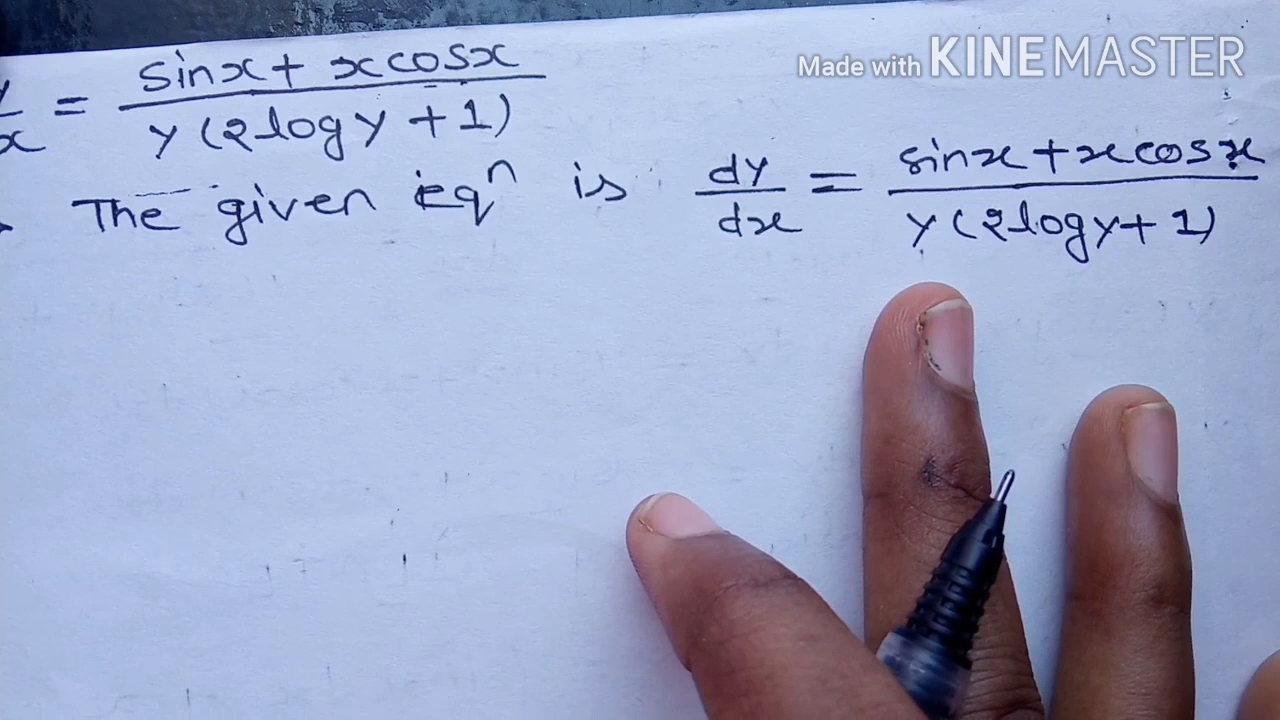 Made with KINEMASTER
y/x = sinx + xcosx / y(2logy + 1)
The given eqⁿ is dy/dx = sinx + xcosx / y(2logy + 1)